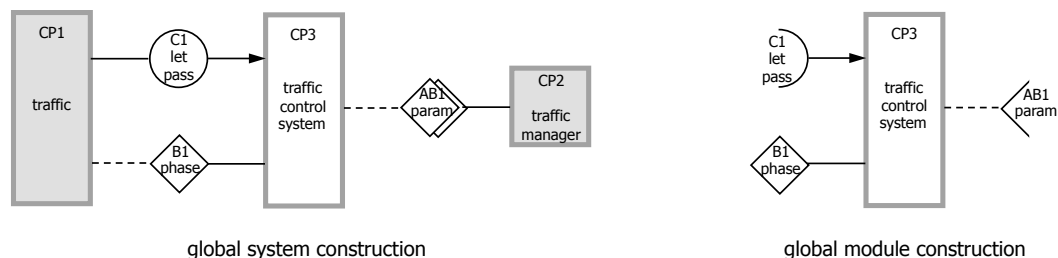 CP1
traffic
C1
let
pass
B1
phase
CP3
traffic
control
system
AB1
param
CP2
traffic
manager
global system construction
C1
let
pass
B1
phase
CP3
traffic
control
system
AB1
param
global module construction